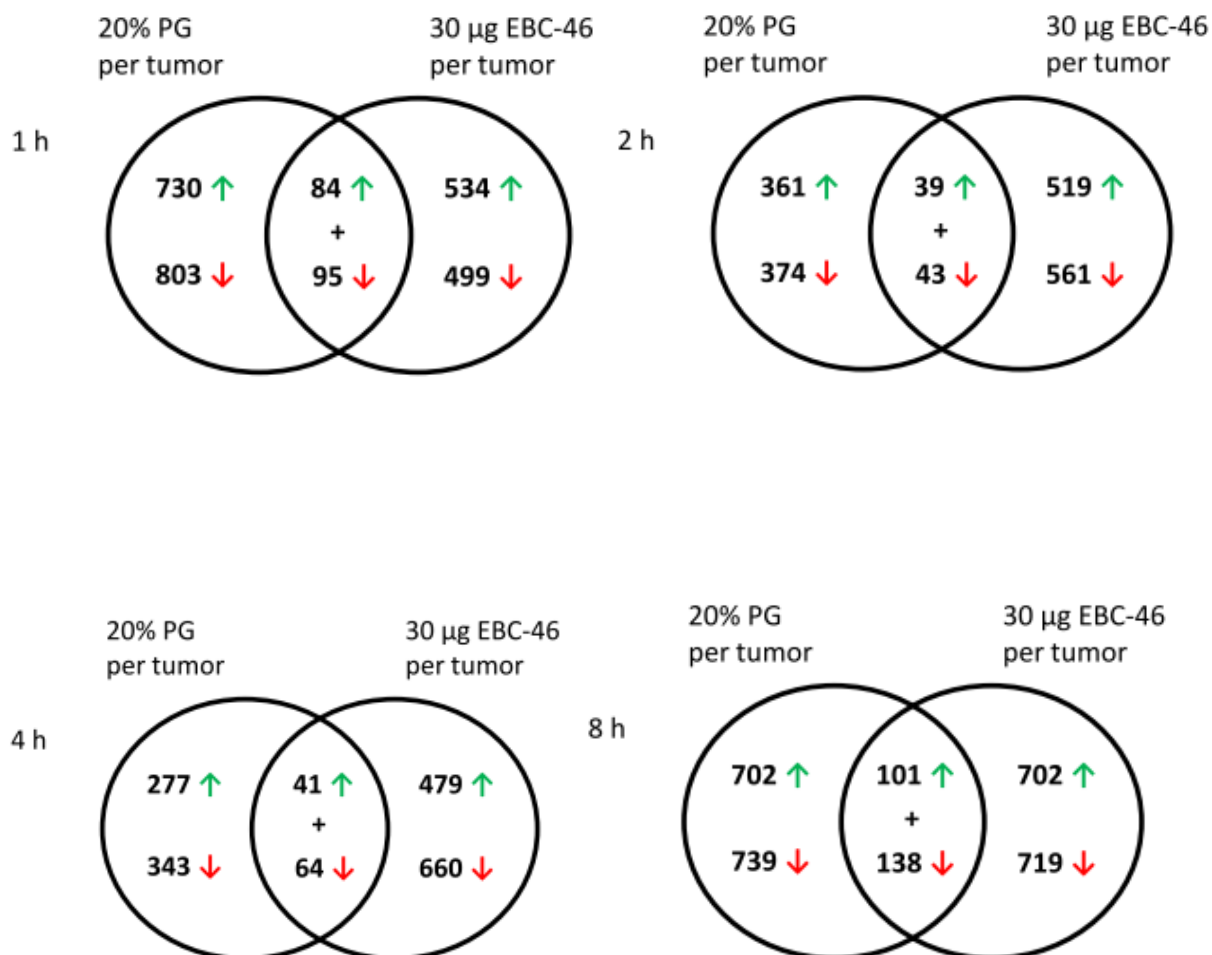 20% PG
per tumor
30 µg EBC-46
per tumor
1 h
730 ↑ 84 ↑ 534 ↑
+
803 ↓ 95 ↓ 499 ↓
20% PG
per tumor
30 µg EBC-46
per tumor
2 h
361 ↑ 39 ↑ 519 ↑
+
374 ↓ 43 ↓ 561 ↓
20% PG
per tumor
30 µg EBC-46
per tumor
4 h
277 ↑ 41 ↑ 479 ↑
+
343 ↓ 64 ↓ 660 ↓
20% PG
per tumor
30 µg EBC-46
per tumor
8 h
702 ↑ 101 ↑ 702 ↑
+
739 ↓ 138 ↓ 719 ↓